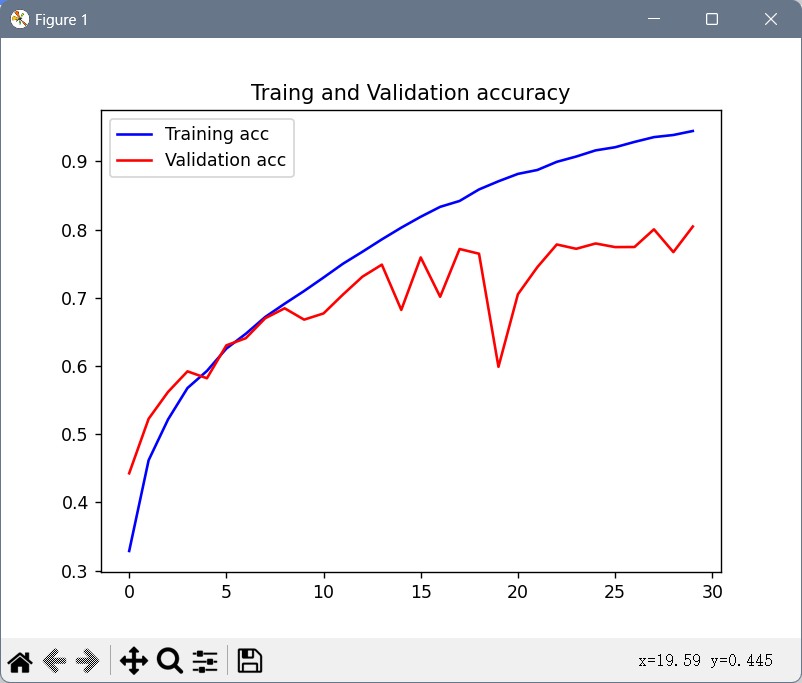 Figure 1
Traing and Validation accuracy
Training acc
Validation acc
0.9
0.8
0.7
0.6
0.5
0.4
0.3
0 5 10 15 20 25 30
x=19.59 y=0.445